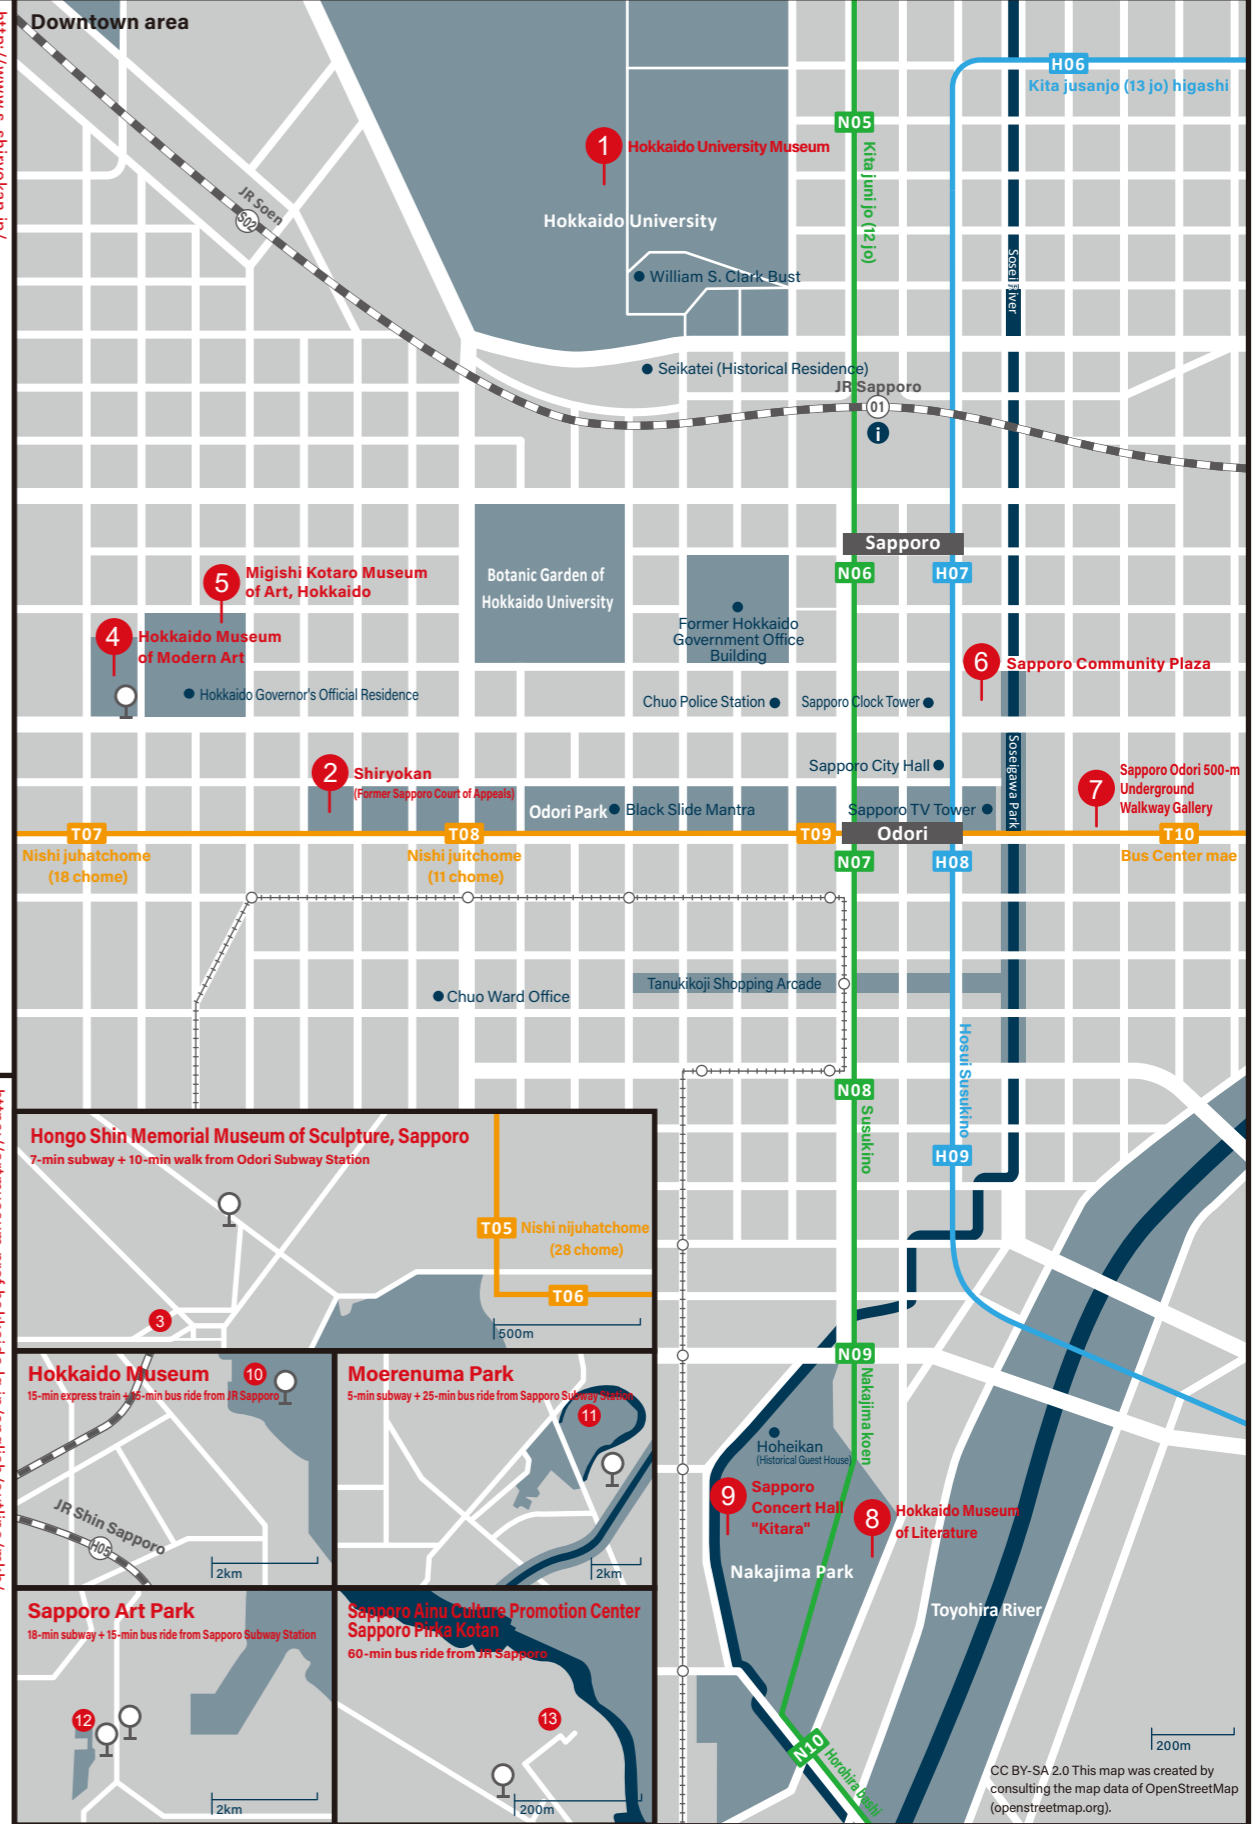 Downtown area
H06
Kita jusanjo (13 jo) higashi
N05
Kita juni jo (12 jo)
1
Hokkaido University Museum
JR Soen
S02
Hokkaido University
William S. Clark Bust
Sosei River
Seikatei (Historical Residence)
JR Sapporo
01
i
Sapporo
N06
H07
5
Migishi Kotaro Museum
of Art, Hokkaido
Botanic Garden of
Hokkaido University
Former Hokkaido
Government Office
Building
4
Hokkaido Museum
of Modern Art
6
Sapporo Community Plaza
Hokkaido Governor's Official Residence
Chuo Police Station
Sapporo Clock Tower
Soseigawa Park
2
Shiryokan
(Former Sapporo Court of Appeals)
Sapporo City Hall
7
Sapporo Odori 500-m
Underground
Walkway Gallery
Odori Park
Black Slide Mantra
Sapporo TV Tower
T07
T08
T09
Odori
T10
Nishi juhatchome
(18 chome)
Nishi juitchome
(11 chome)
N07
H08
Bus Center mae
Tanukikoji Shopping Arcade
Chuo Ward Office
Hosui Susukino
N08
Susukino
H09
Hongo Shin Memorial Museum of Sculpture, Sapporo
7-min subway + 10-min walk from Odori Subway Station
T05
Nishi nijuhatchome
(28 chome)
T06
3
500m
N09
Nakajima koen
Hokkaido Museum
15-min express train + 15-min bus ride from JR Sapporo
10
JR Shin Sapporo
H05
2km
Moerenuma Park
5-min subway + 25-min bus ride from Sapporo Subway Station
11
2km
Hoheikan
(Historical Guest House)
9
Sapporo
Concert Hall
"Kitara"
8
Hokkaido Museum
of Literature
Nakajima Park
Toyohira River
Sapporo Art Park
18-min subway + 15-min bus ride from Sapporo Subway Station
12
2km
Sapporo Ainu Culture Promotion Center
Sapporo Pirka Kotan
60-min bus ride from JR Sapporo
13
200m
N10
Horohira bashi
200m
CC BY-SA 2.0 This map was created by
consulting the map data of OpenStreetMap
(openstreetmap.org).